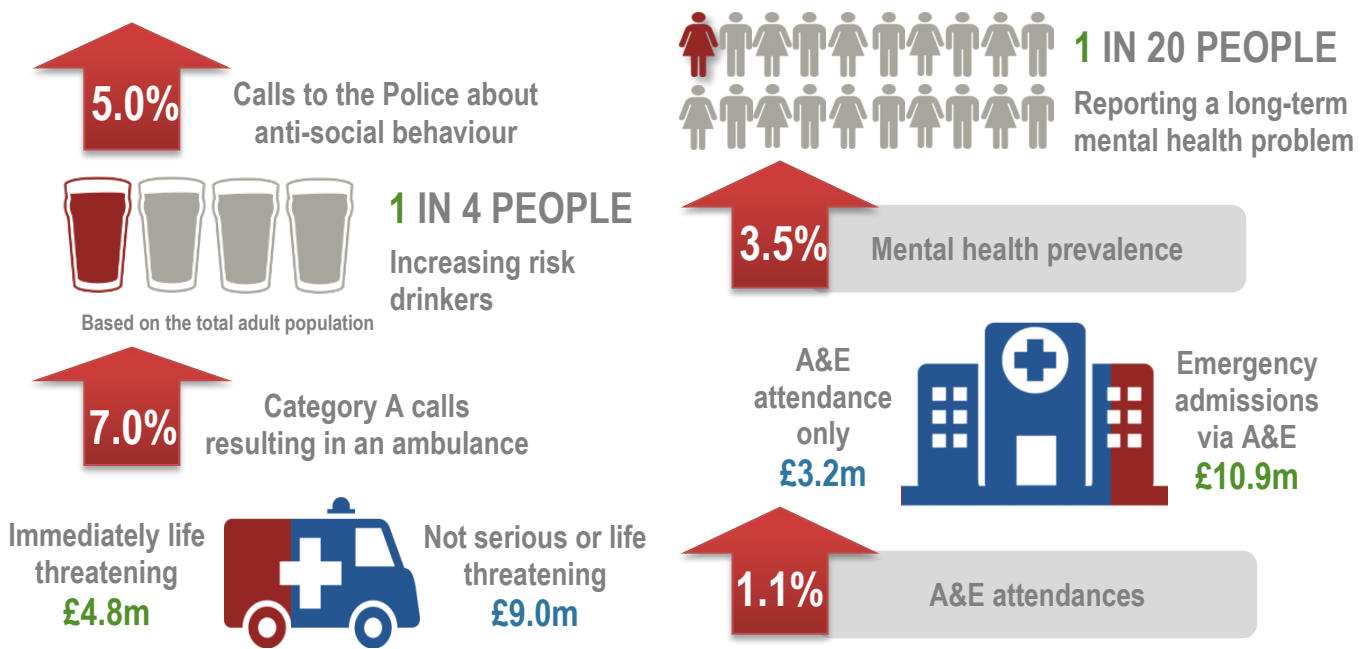 5.0%
Calls to the Police about
anti-social behaviour
1 IN 4 PEOPLE
Increasing risk
drinkers
Based on the total adult population
7.0%
Category A calls
resulting in an ambulance
Immediately life
threatening
£4.8m
Not serious or life
threatening
£9.0m
1 IN 20 PEOPLE
Reporting a long-term
mental health problem
3.5%
Mental health prevalence
A&E
attendance
only
£3.2m
Emergency
admissions
via A&E
£10.9m
1.1%
A&E attendances